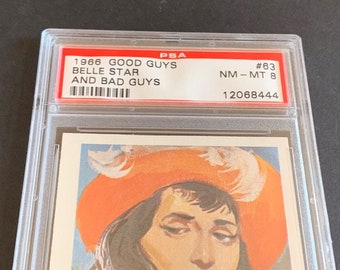 PSA
1966 GOOD GUYS #63
BELLE STAR NM - MT 8
AND BAD GUYS
12068444